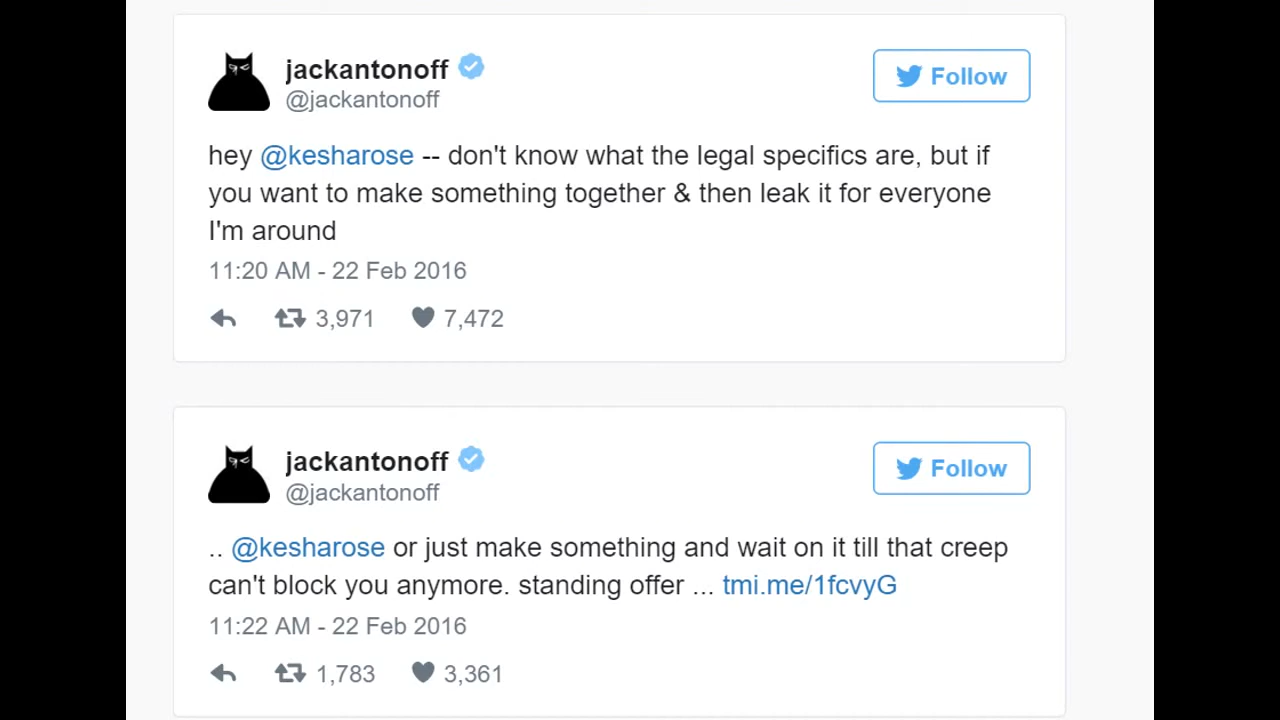 jackantonoff
@jackantonoff
Follow
hey @kesharose -- don't know what the legal specifics are, but if
you want to make something together & then leak it for everyone
I'm around
11:20 AM - 22 Feb 2016
3,971 7,472
jackantonoff
@jackantonoff
Follow
.. @kesharose or just make something and wait on it till that creep
can't block you anymore. standing offer ... tmi.me/1fcvyG
11:22 AM - 22 Feb 2016
1,783 3,361